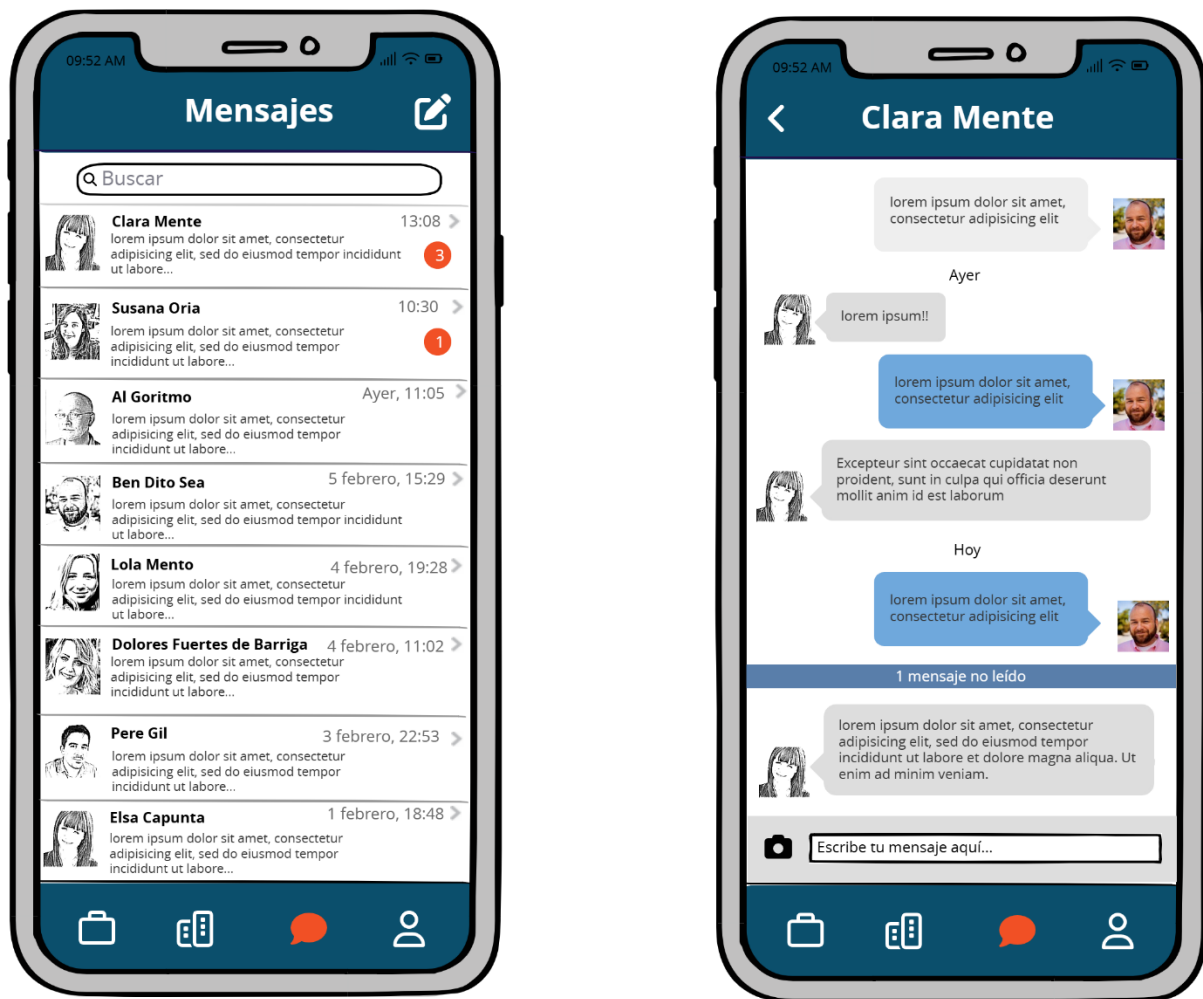 09:52 AM
Mensajes
Buscar
Clara Mente
13:08
lorem ipsum dolor sit amet, consectetur
adipisicing elit, sed do eiusmod tempor incididunt
ut labore...
3
Susana Oria
10:30
lorem ipsum dolor sit amet, consectetur
adipisicing elit, sed do eiusmod tempor
incididunt ut labore...
1
Al Goritmo
Ayer, 11:05
lorem ipsum dolor sit amet, consectetur
adipisicing elit, sed do eiusmod tempor
incididunt ut labore...
Ben Dito Sea
5 febrero, 15:29
lorem ipsum dolor sit amet, consectetur
adipisicing elit, sed do eiusmod tempor incididunt
ut labore...
Lola Mento
4 febrero, 19:28
lorem ipsum dolor sit amet, consectetur
adipisicing elit, sed do eiusmod tempor incididunt
ut labore...
Dolores Fuertes de Barriga
4 febrero, 11:02
lorem ipsum dolor sit amet, consectetur
adipisicing elit, sed do eiusmod tempor
incididunt ut labore...
Pere Gil
3 febrero, 22:53
lorem ipsum dolor sit amet, consectetur
adipisicing elit, sed do eiusmod tempor
incididunt ut labore...
Elsa Capunta
1 febrero, 18:48
lorem ipsum dolor sit amet, consectetur
adipisicing elit, sed do eiusmod tempor
incididunt ut labore...
09:52 AM
Clara Mente
lorem ipsum dolor sit amet,
consectetur adipisicing elit
Ayer
lorem ipsum!!
lorem ipsum dolor sit amet,
consectetur adipisicing elit
Excepteur sint occaecat cupidatat non
proident, sunt in culpa qui officia deserunt
mollit anim id est laborum
Hoy
lorem ipsum dolor sit amet,
consectetur adipisicing elit
1 mensaje no leído
lorem ipsum dolor sit amet, consectetur
adipisicing elit, sed do eiusmod tempor
incididunt ut labore et dolore magna aliqua. Ut
enim ad minim veniam.
Escribe tu mensaje aquí...